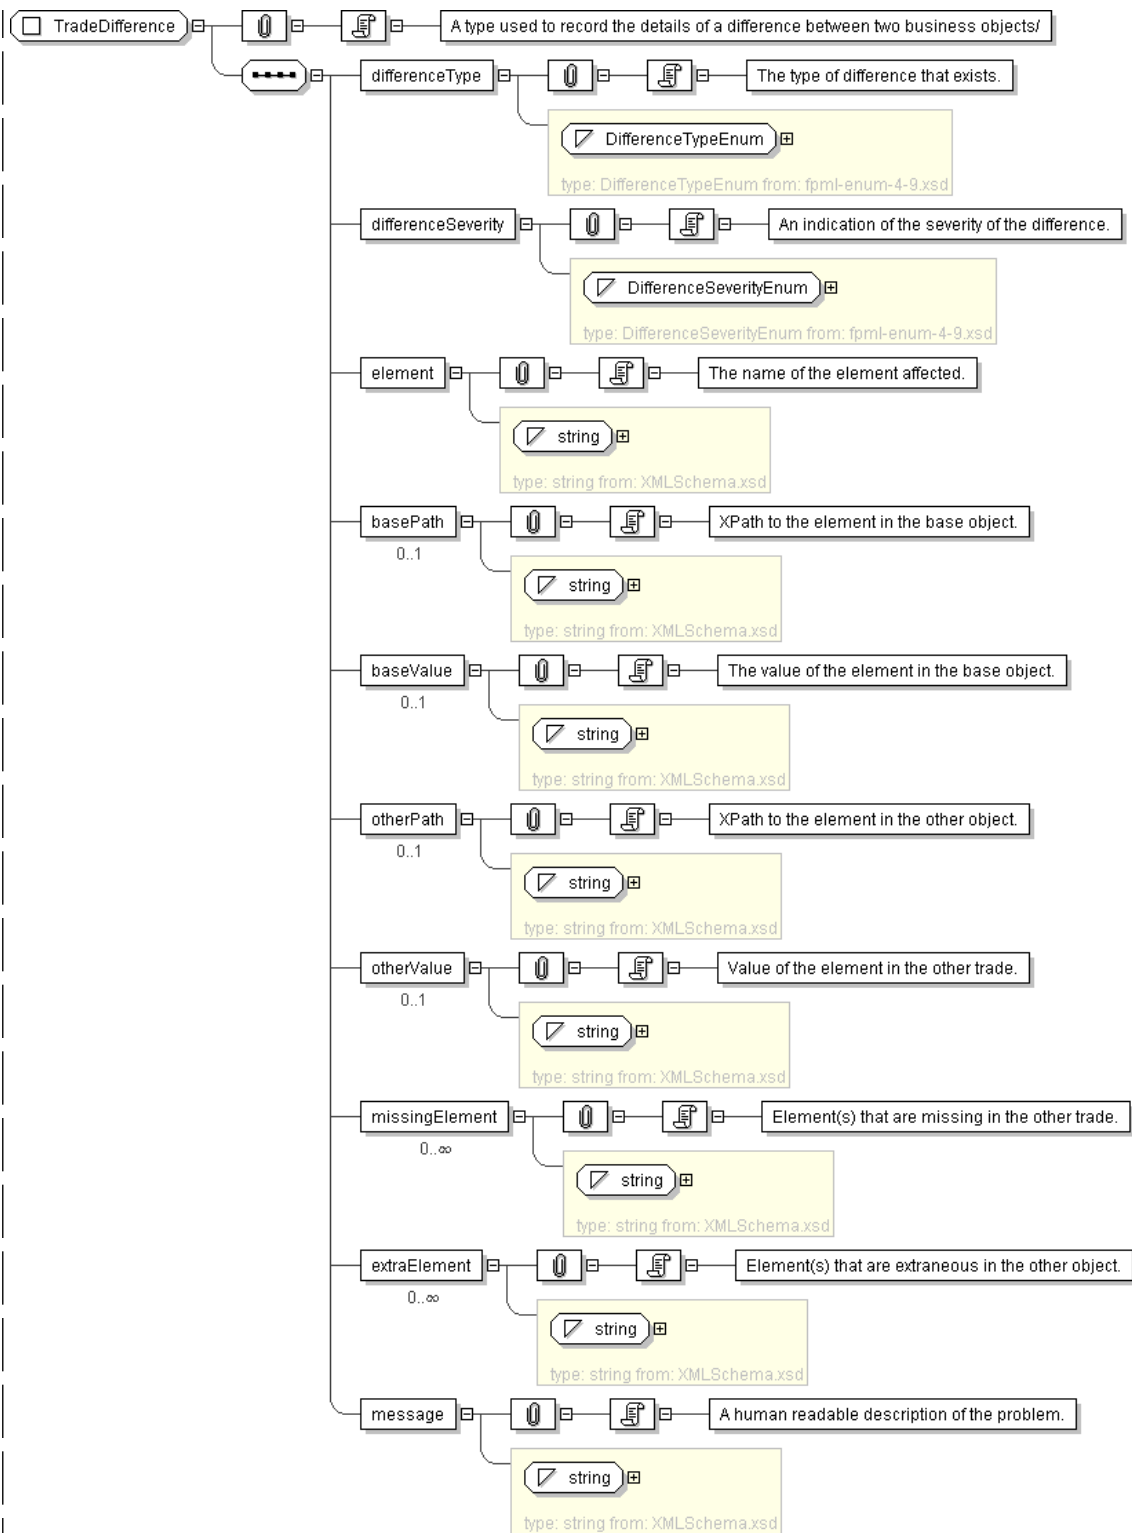 TradeDifference A type used to record the details of a difference between two business objects/
differenceType The type of difference that exists.
DifferenceTypeEnum
type: DifferenceTypeEnum from: fpml-enum-4-9.xsd
differenceSeverity An indication of the severity of the difference.
DifferenceSeverityEnum
type: DifferenceSeverityEnum from: fpml-enum-4-9.xsd
element The name of the element affected.
string
type: string from: XMLSchema.xsd
basePath XPath to the element in the base object.
0..1
string
type: string from: XMLSchema.xsd
baseValue The value of the element in the base object.
0..1
string
type: string from: XMLSchema.xsd
otherPath XPath to the element in the other object.
0..1
string
type: string from: XMLSchema.xsd
otherValue Value of the element in the other trade.
0..1
string
type: string from: XMLSchema.xsd
missingElement Element(s) that are missing in the other trade.
0..∞
string
type: string from: XMLSchema.xsd
extraElement Element(s) that are extraneous in the other object.
0..∞
string
type: string from: XMLSchema.xsd
message A human readable description of the problem.
string
type: string from: XMLSchema.xsd